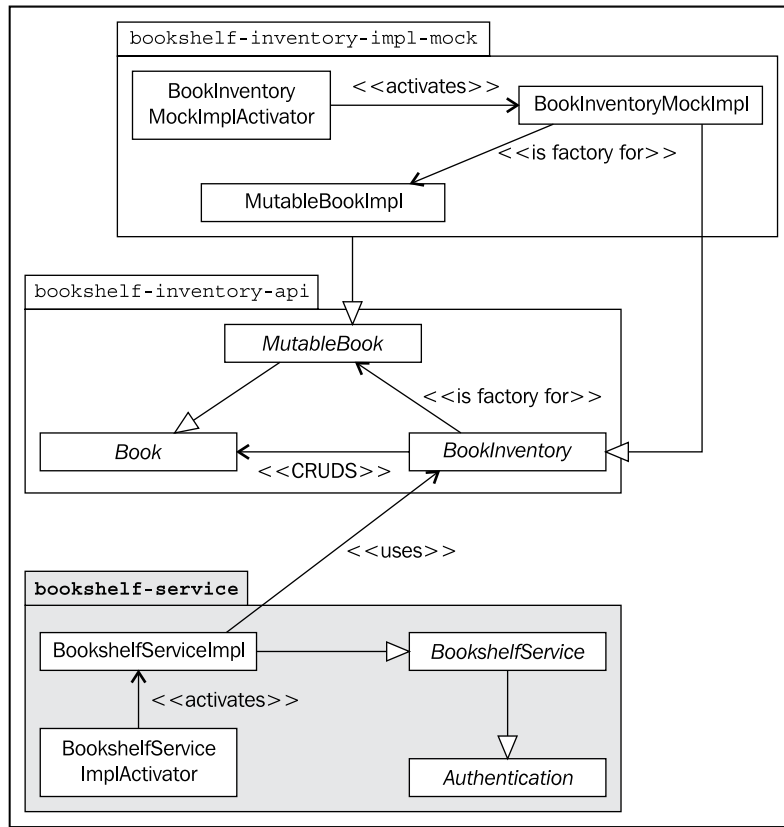 bookshelf-inventory-impl-mock
BookInventory
MockImplActivator
<<activates>>
BookInventoryMockImpl
<<is factory for>>
MutableBookImpl
bookshelf-inventory-api
MutableBook
<<is factory for>>
Book
<<CRUDS>>
BookInventory
<<uses>>
bookshelf-service
BookshelfServiceImpl
BookshelfService
<<activates>>
BookshelfService
ImplActivator
Authentication